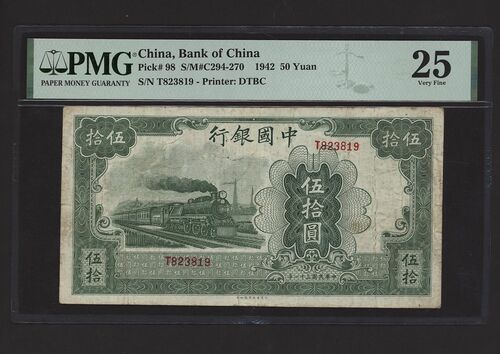 PMG
PAPER MONEY GUARANTY
China, Bank of China
Pick# 98 S/M#C294-270 1942 50 Yuan
S/N T823819 - Printer: DTBC
25
Very Fine
拾伍
行銀國中
拾伍
T823819
伍拾圓
T823819
伍拾
伍拾